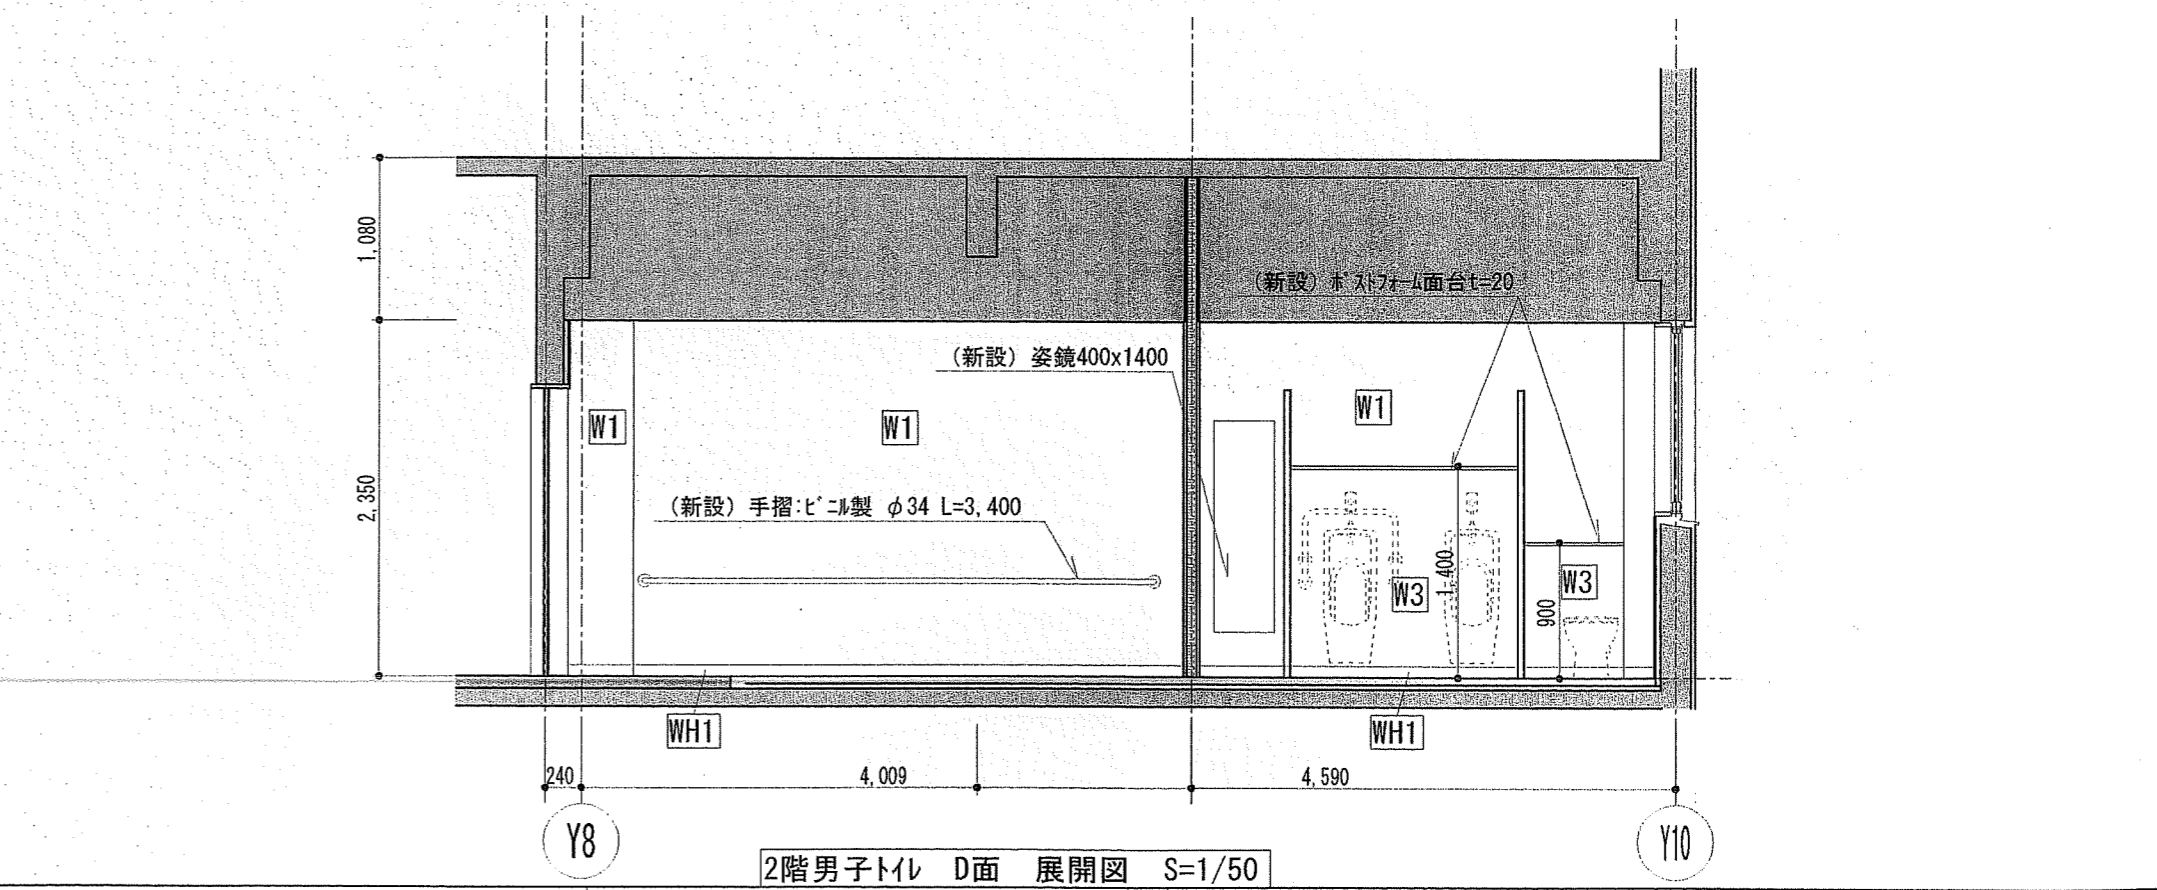 1,080
(新設) ﾎﾟｽﾄﾌｫｰﾑ面台t=20
(新設) 姿鏡400x1400
W1
W1
W1
2,350
(新設) 手摺:ﾋﾞﾆﾙ製 φ34 L=3,400
1,400
W3
W3
900
WH1
WH1
240
4,009
4,590
Y8
Y10
2階男子ﾄｲﾚ D面 展開図 S=1/50